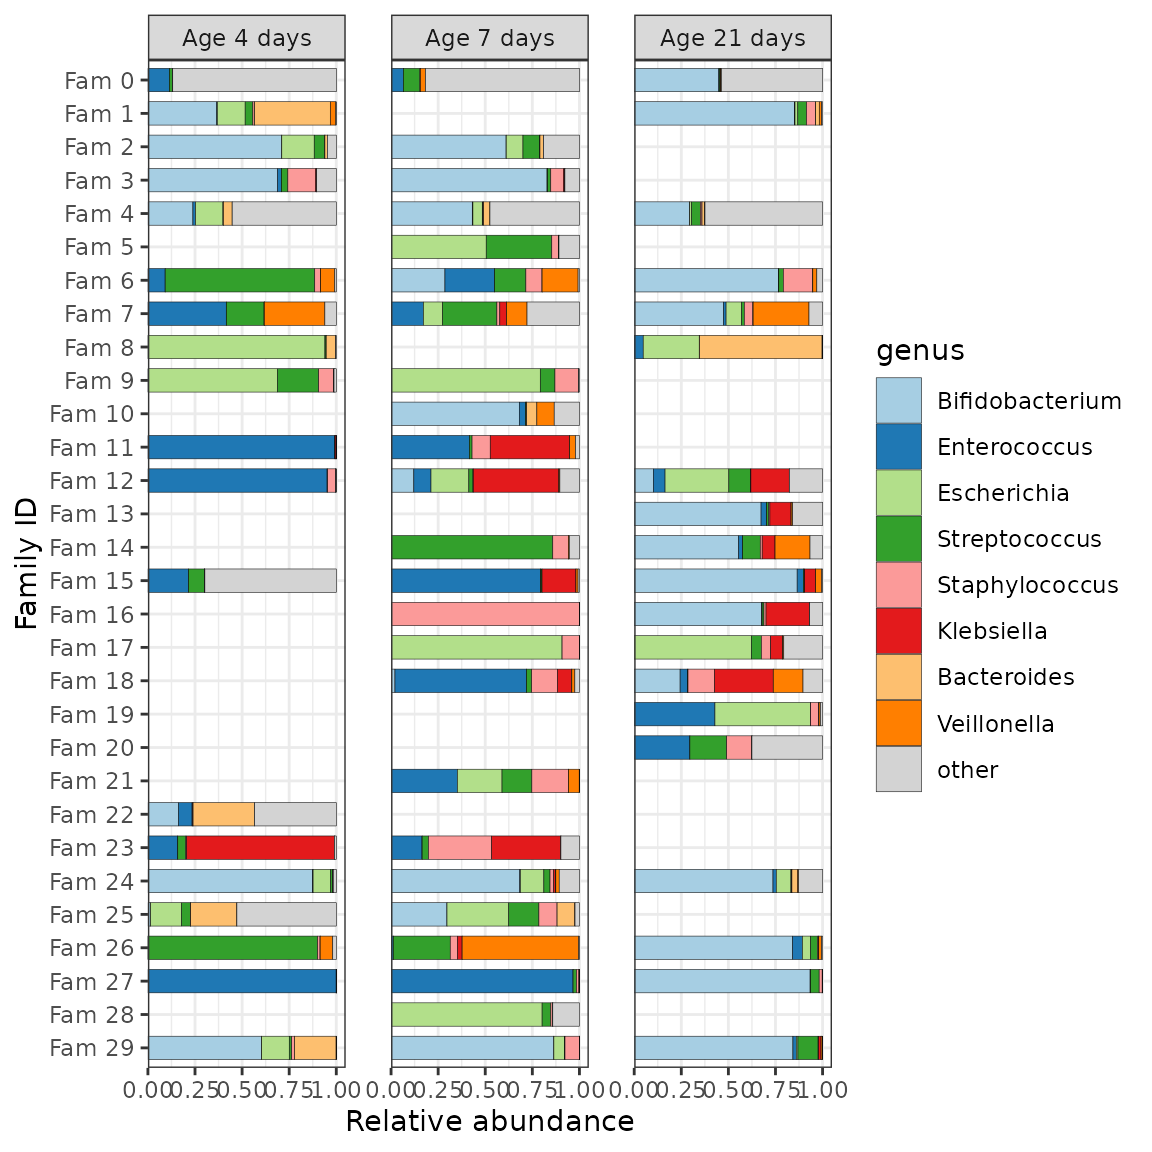 Age 4 days
Age 7 days
Age 21 days
Fam 0
Fam 1
Fam 2
Fam 3
Fam 4
Fam 5
Fam 6
Fam 7
Fam 8
Fam 9
Fam 10
Fam 11
Fam 12
Fam 13
Fam 14
Fam 15
Fam 16
Fam 17
Fam 18
Fam 19
Fam 20
Fam 21
Fam 22
Fam 23
Fam 24
Fam 25
Fam 26
Fam 27
Fam 28
Fam 29
Family ID
0.00 0.25 0.50 0.75 1.00
0.00 0.25 0.50 0.75 1.00
0.00 0.25 0.50 0.75 1.00
Relative abundance
genus
Bifidobacterium
Enterococcus
Escherichia
Streptococcus
Staphylococcus
Klebsiella
Bacteroides
Veillonella
other